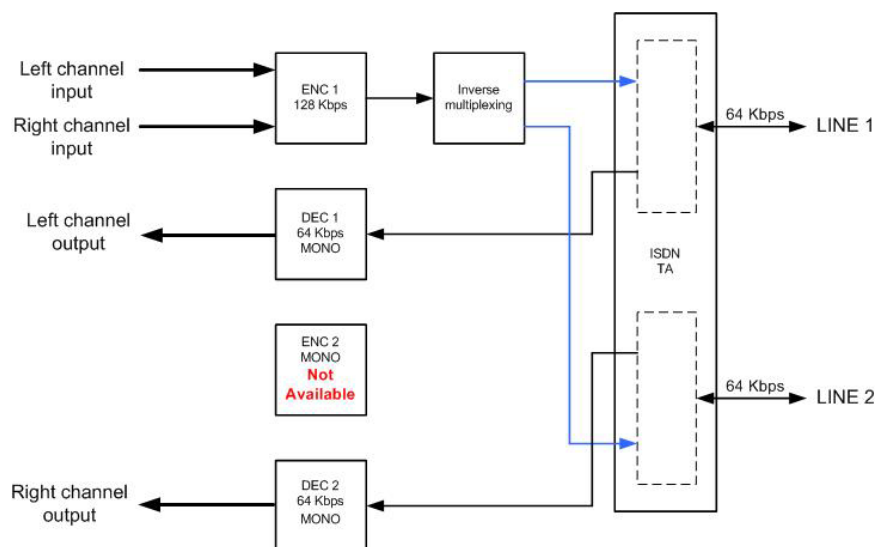 Left channel
input
Right channel
input
ENC 1
128 Kbps
Inverse
multiplexing
64 Kbps
LINE 1
Left channel
output
DEC 1
64 Kbps
MONO
ISDN
TA
ENC 2
MONO
Not
Available
64 Kbps
LINE 2
Right channel
output
DEC 2
64 Kbps
MONO